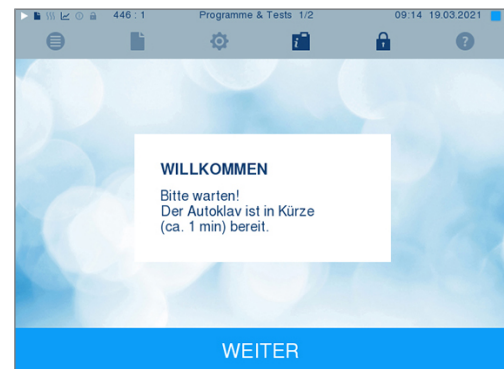 446 : 1 Programme & Tests 1/2 09:14 19.03.2021
i
?
WILLKOMMEN
Bitte warten!
Der Autoklav ist in Kürze
(ca. 1 min) bereit.
WEITER